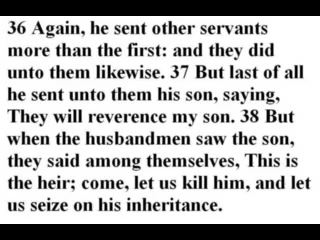 36 Again, he sent other servants
more than the first: and they did
unto them likewise. 37 But last of all
he sent unto them his son, saying,
They will reverence my son. 38 But
when the husbandmen saw the son,
they said among themselves, This is
the heir; come, let us kill him, and let
us seize on his inheritance.